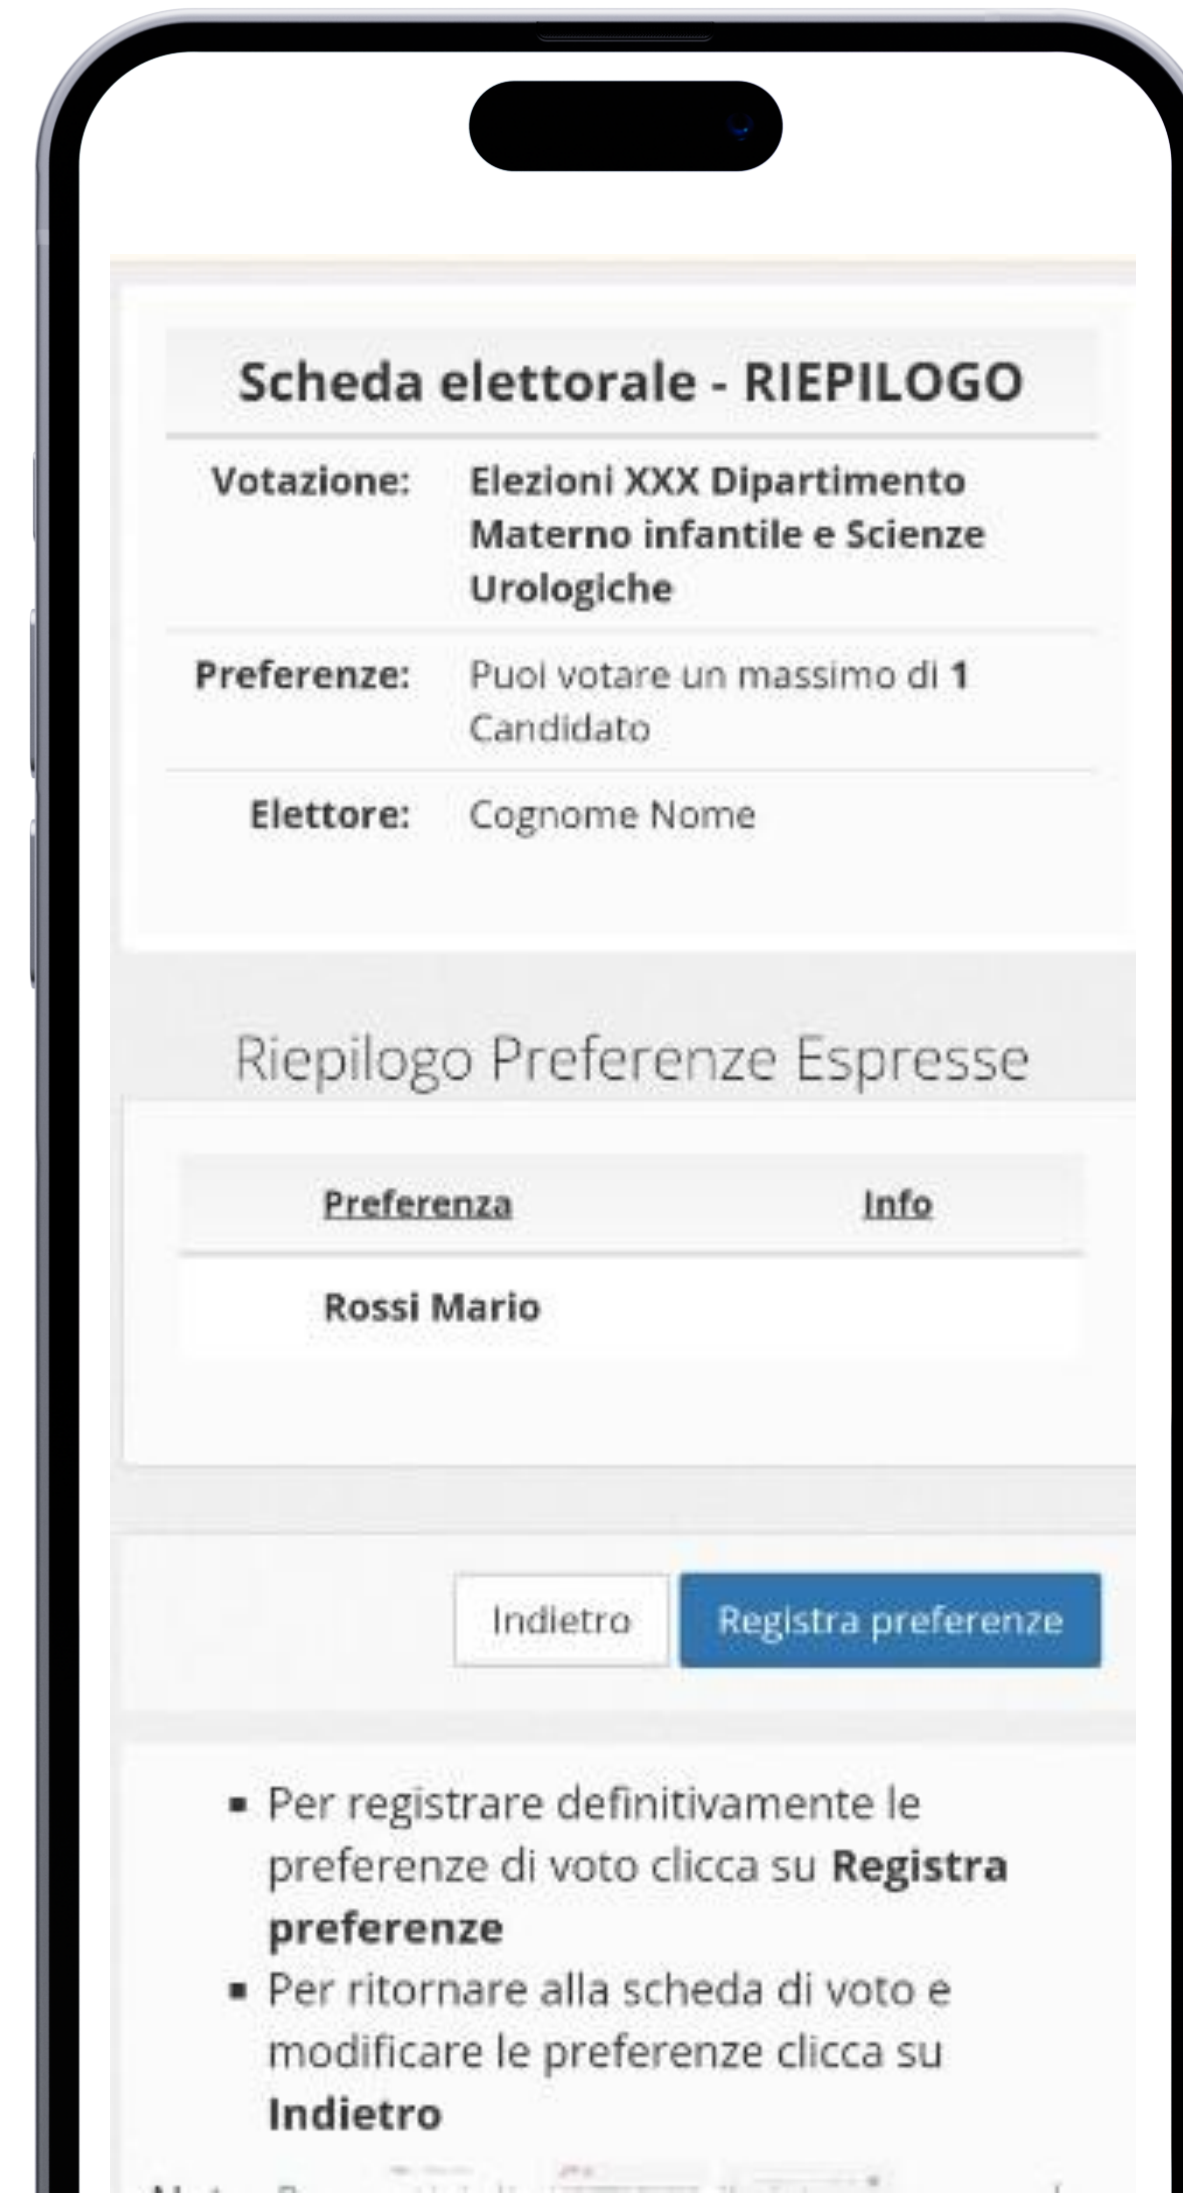 Scheda elettorale - RIEPILOGO
Votazione: Elezioni XXX Dipartimento
Materno infantile e Scienze
Urologiche
Preferenze: Puoi votare un massimo di 1
Candidato
Elettore: Cognome Nome
Riepilogo Preferenze Espresse
Preferenza Info
Rossi Mario
Indietro Registra preferenze
▪ Per registrare definitivamente le
preferenze di voto clicca su Registra
preferenze
▪ Per ritornare alla scheda di voto e
modificare le preferenze clicca su
Indietro